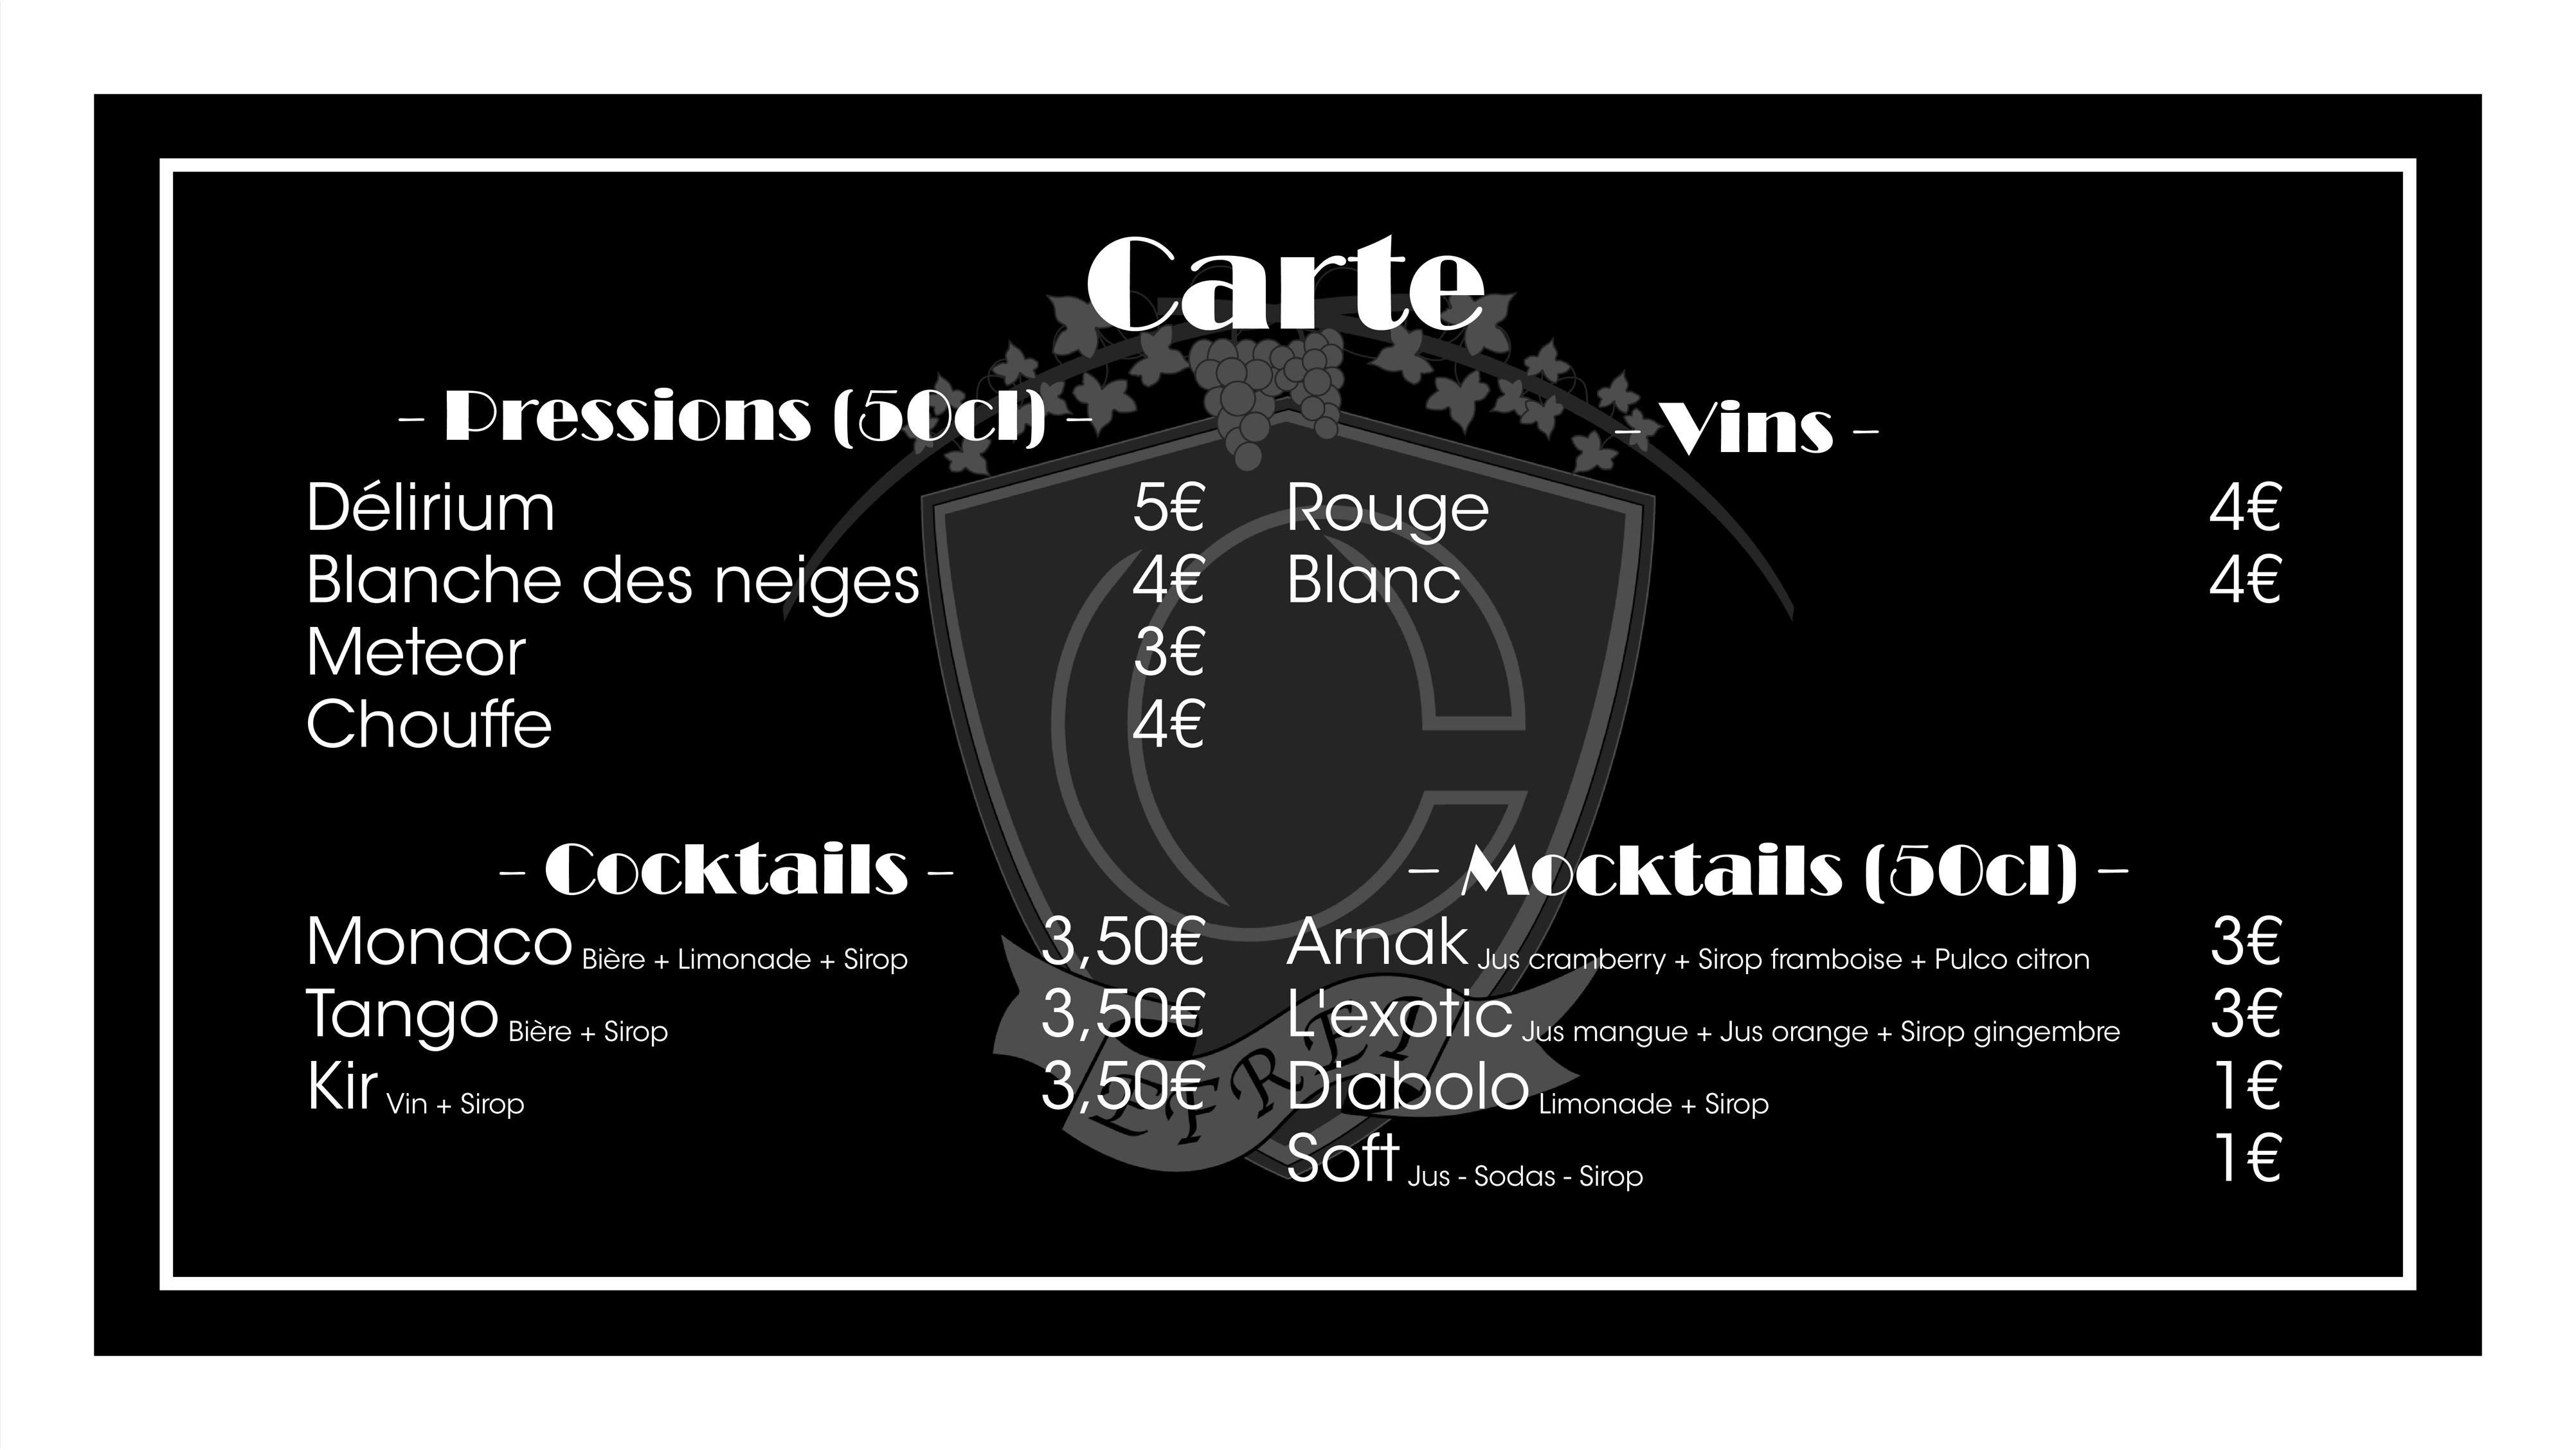 Carte
- Pressions (50cl) -
Délirium 5€
Blanche des neiges 4€
Meteor 3€
Chouffe 4€
- Vins -
Rouge 4€
Blanc 4€
- Cocktails -
Monaco Bière + Limonade + Sirop 3,50€
Tango Bière + Sirop 3,50€
Kir Vin + Sirop 3,50€
- Mocktails (50cl) -
Arnak Jus cramberry + Sirop framboise + Pulco citron 3€
L'exotic Jus mangue + Jus orange + Sirop gingembre 3€
Diabolo Limonade + Sirop 1€
Soft Jus - Sodas - Sirop 1€
C
EFREI